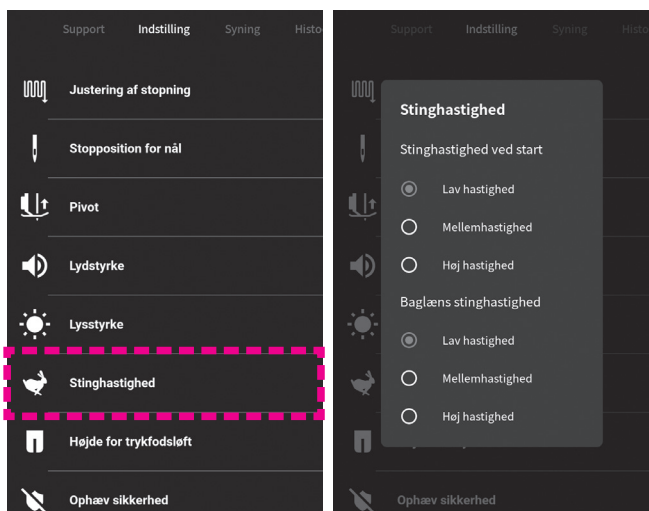 Support Indstilling Syning Histo
Justering af stopning
Stopposition for nål
Pivot
Lydstyrke
Lysstyrke
Stinghastighed
Højde for trykfodsløft
Ophæv sikkerhed
Support Indstilling Syning Histo
Stinghastighed
Stinghastighed ved start
Lav hastighed
Mellemhastighed
Høj hastighed
Baglæns stinghastighed
Lav hastighed
Mellemhastighed
Høj hastighed
Ophæv sikkerhed